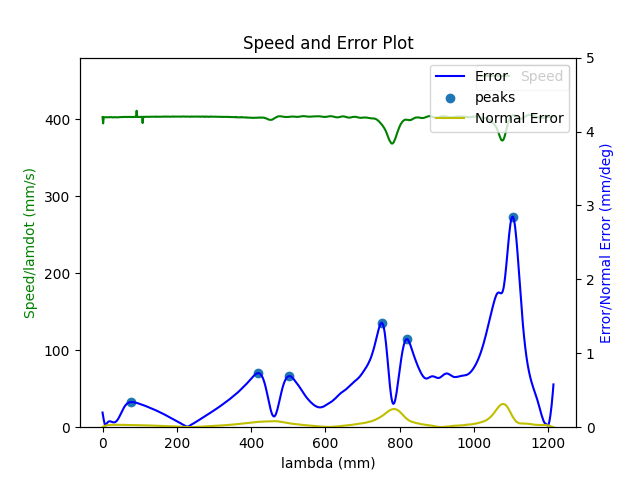 Speed and Error Plot
Error
Speed
peaks
Normal Error
Speed/lamdot (mm/s)
400
300
200
100
0
Error/Normal Error (mm/deg)
5
4
3
2
1
0
0 200 400 600 800 1000 1200
lambda (mm)